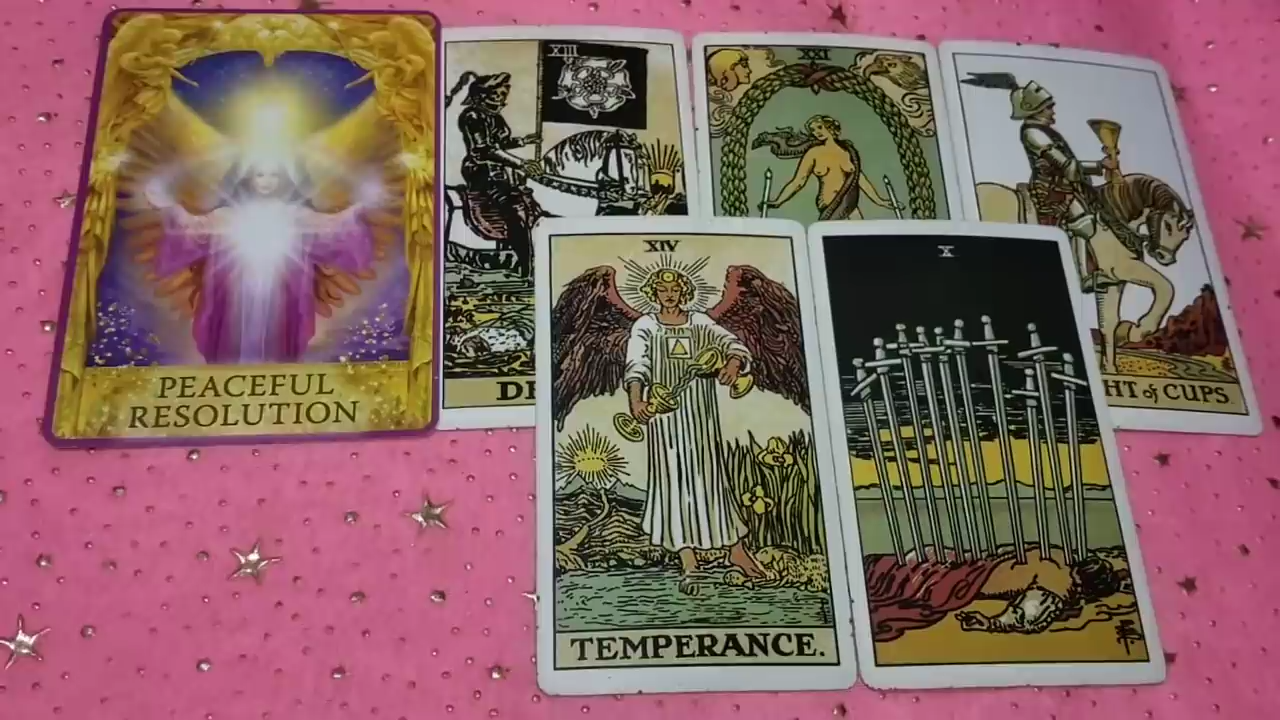 PEACEFUL
RESOLUTION
XIII
DE
XXI
HT of CUPS.
XIV
TEMPERANCE.
X